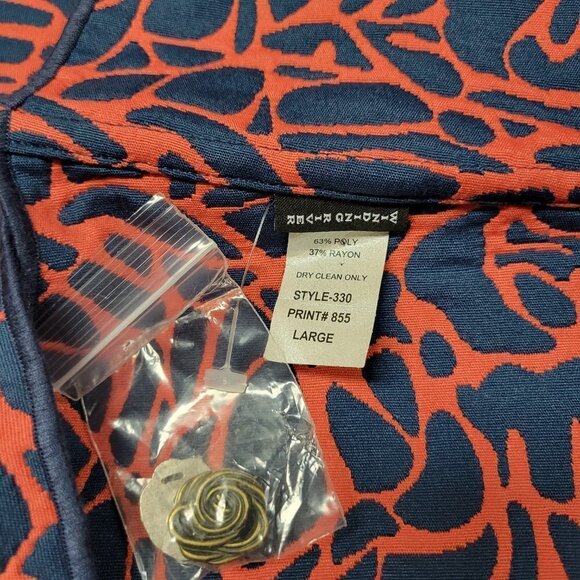 WINDING
RIVER
63% POLY
37% RAYON
DRY CLEAN ONLY
STYLE-330
PRINT# 855
LARGE